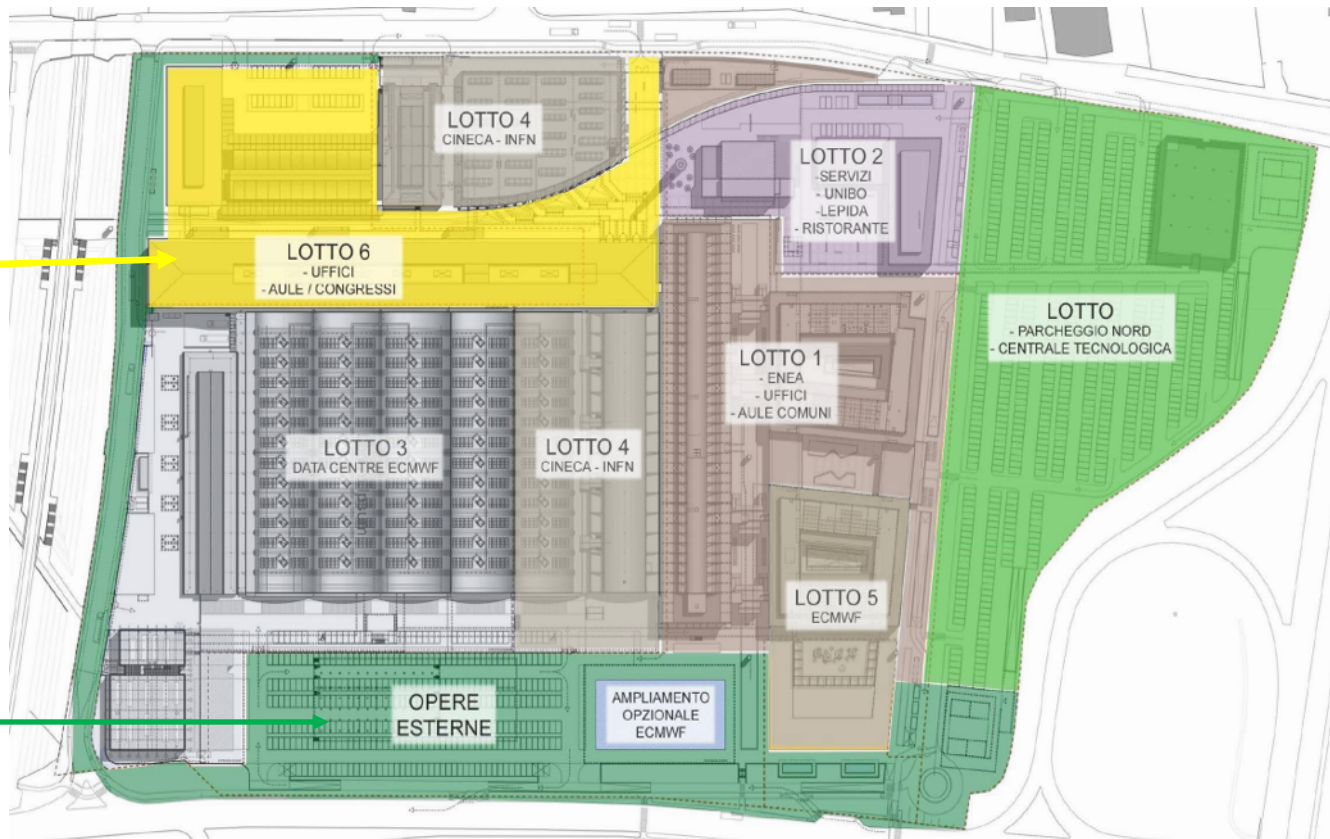 LOTTO 4
CINECA - INFN
LOTTO 2
-SERVIZI
- UNIBO
-LEPIDA
- RISTORANTE
LOTTO 6
- UFFICI
- AULE / CONGRESSI
LOTTO
- PARCHEGGIO NORD
- CENTRALE TECNOLOGICA
LOTTO 1
- ENEA
- UFFICI
- AULE COMUNI
LOTTO 3
DATA CENTRE ECMWF
LOTTO 4
CINECA - INFN
LOTTO 5
ECMWF
OPERE
ESTERNE
AMPLIAMENTO
OPZIONALE
ECMWF